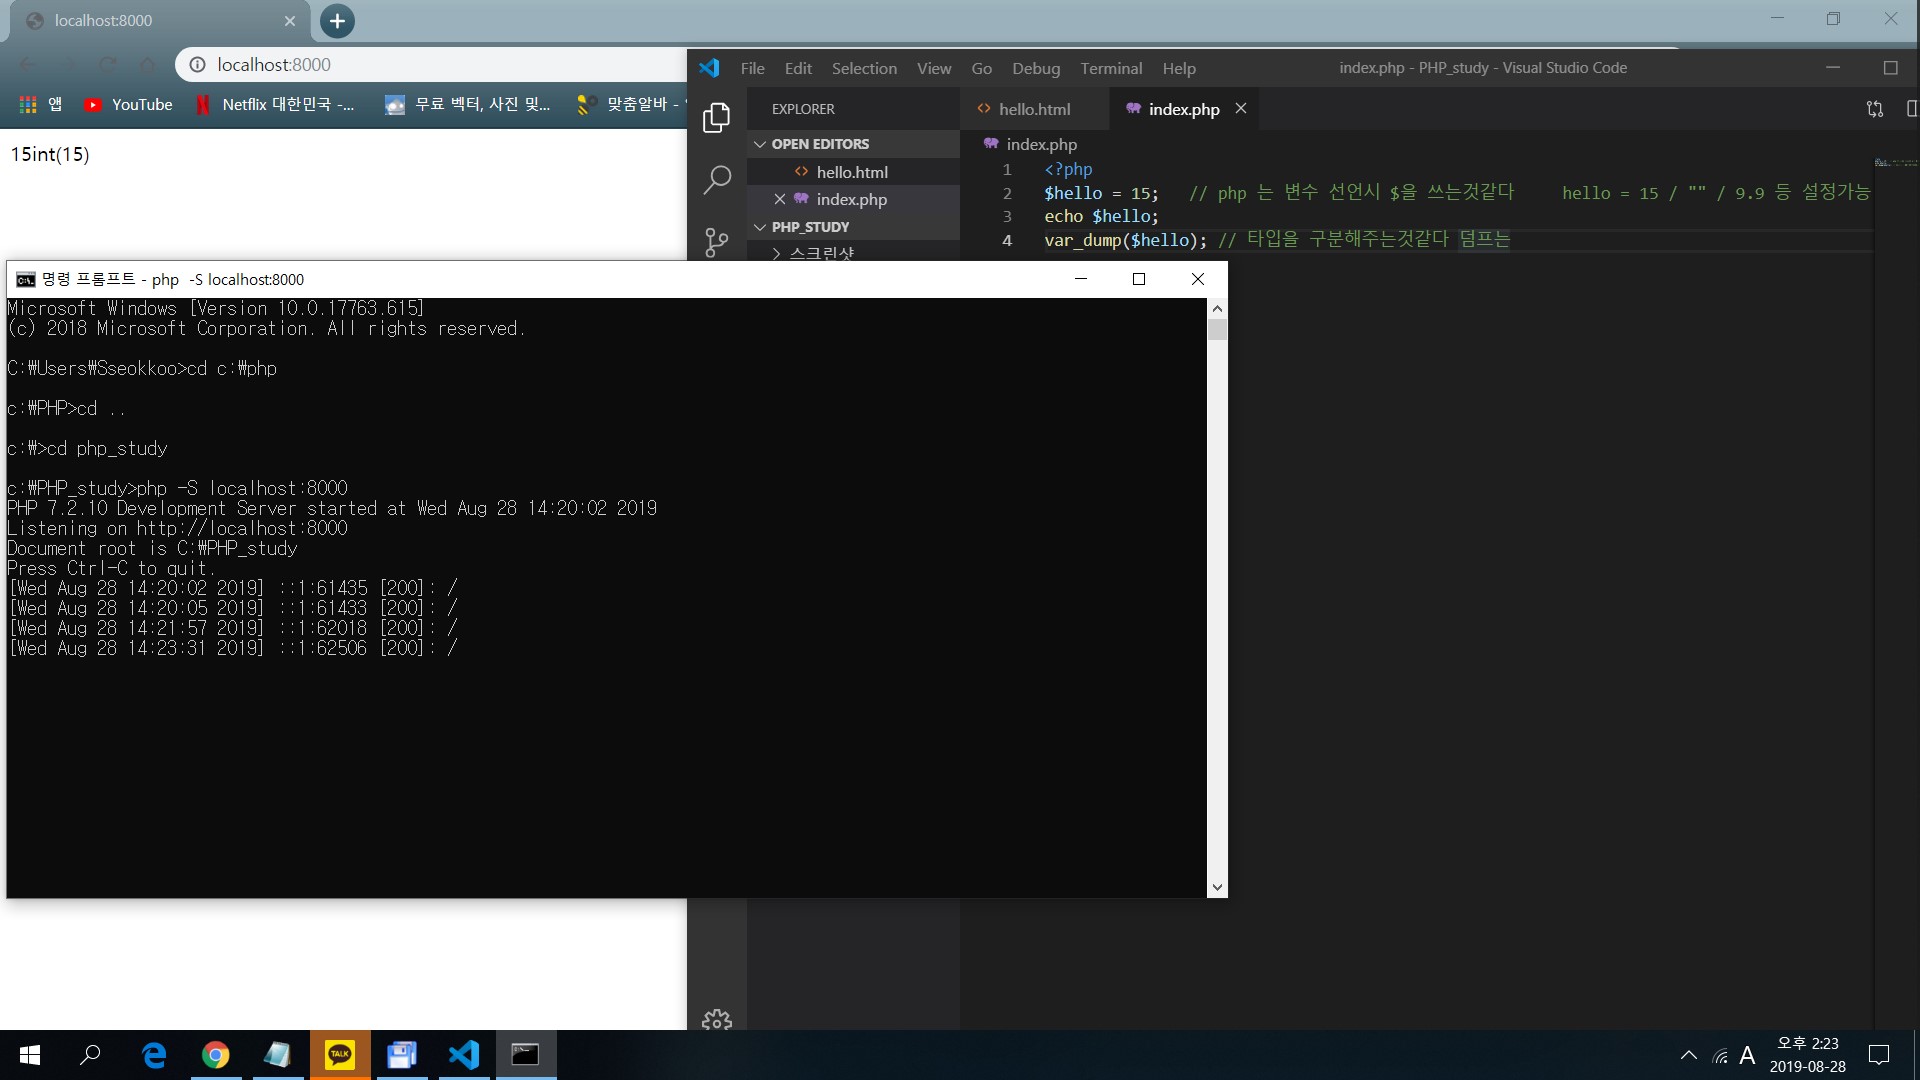 localhost:8000
localhost:8000
앱 YouTube Netflix 대한민국 -... 무료 벡터, 사진 및... 맞춤알바 -
15int(15)
File Edit Selection View Go Debug Terminal Help index.php - PHP_study - Visual Studio Code
EXPLORER
OPEN EDITORS
hello.html
index.php
PHP_STUDY
스크린샷
hello.html index.php
index.php
1 <?php
2 $hello = 15; // php 는 변수 선언시 $을 쓰는것같다 hello = 15 / "" / 9.9 등 설정가능
3 echo $hello;
4 var_dump($hello); // 타입을 구분해주는것같다 덤프는
명령 프롬프트 - php -S localhost:8000
Microsoft Windows [Version 10.0.17763.615]
(c) 2018 Microsoft Corporation. All rights reserved.
C:₩Users₩Sseokkoo>cd c:₩php
c:₩PHP>cd ..
c:₩>cd php_study
c:₩PHP_study>php -S localhost:8000
PHP 7.2.10 Development Server started at Wed Aug 28 14:20:02 2019
Listening on http://localhost:8000
Document root is C:₩PHP_study
Press Ctrl-C to quit.
[Wed Aug 28 14:20:02 2019] ::1:61435 [200]: /
[Wed Aug 28 14:20:05 2019] ::1:61433 [200]: /
[Wed Aug 28 14:21:57 2019] ::1:62018 [200]: /
[Wed Aug 28 14:23:31 2019] ::1:62506 [200]: /
TALK
A
오후 2:23
2019-08-28